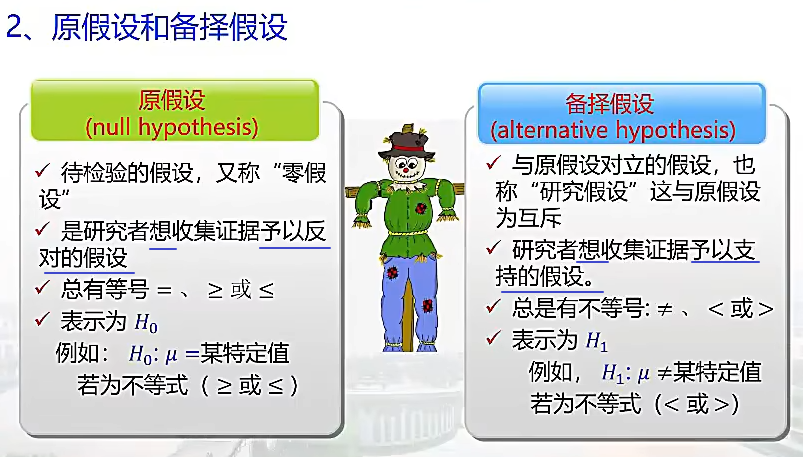 2、原假设和备择假设
原假设
(null hypothesis)
✓ 待检验的假设，又称“零假
设”
✓ 是研究者想收集证据予以反
对的假设
✓ 总有等号 = 、 ≥ 或 ≤
✓ 表示为 H₀
例如： H₀: μ =某特定值
若为不等式（ ≥ 或 ≤ ）
备择假设
(alternative hypothesis)
✓ 与原假设对立的假设，也
称“研究假设”这与原假设
为互斥
✓ 研究者想收集证据予以支
持的假设。
✓ 总是有不等号: ≠ 、 < 或 >
✓ 表示为 H₁
例如， H₁: μ ≠某特定值
若为不等式（< 或 >）